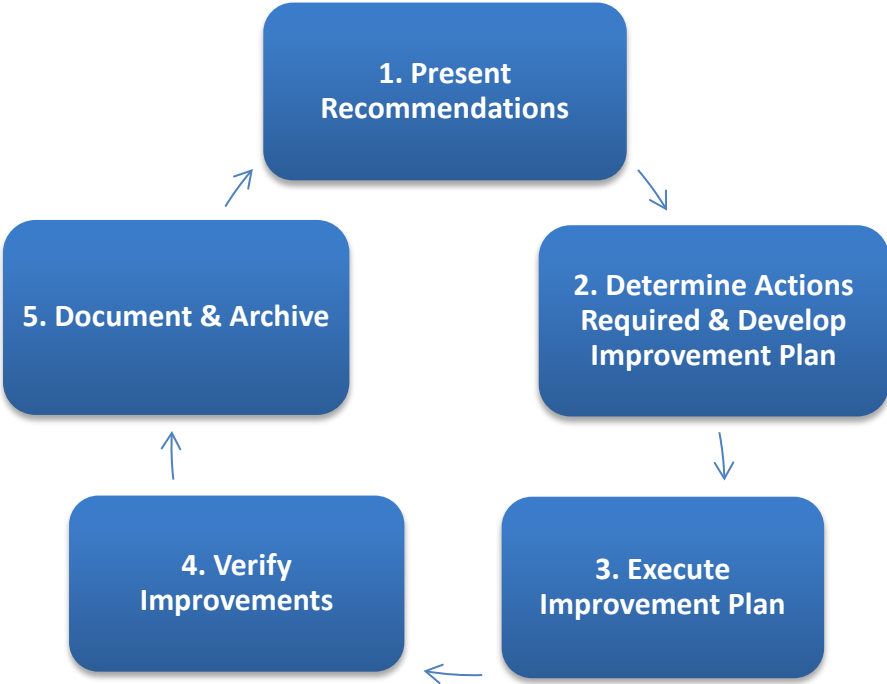 1. Present
Recommendations
2. Determine Actions
Required & Develop
Improvement Plan
3. Execute
Improvement Plan
4. Verify
Improvements
5. Document & Archive